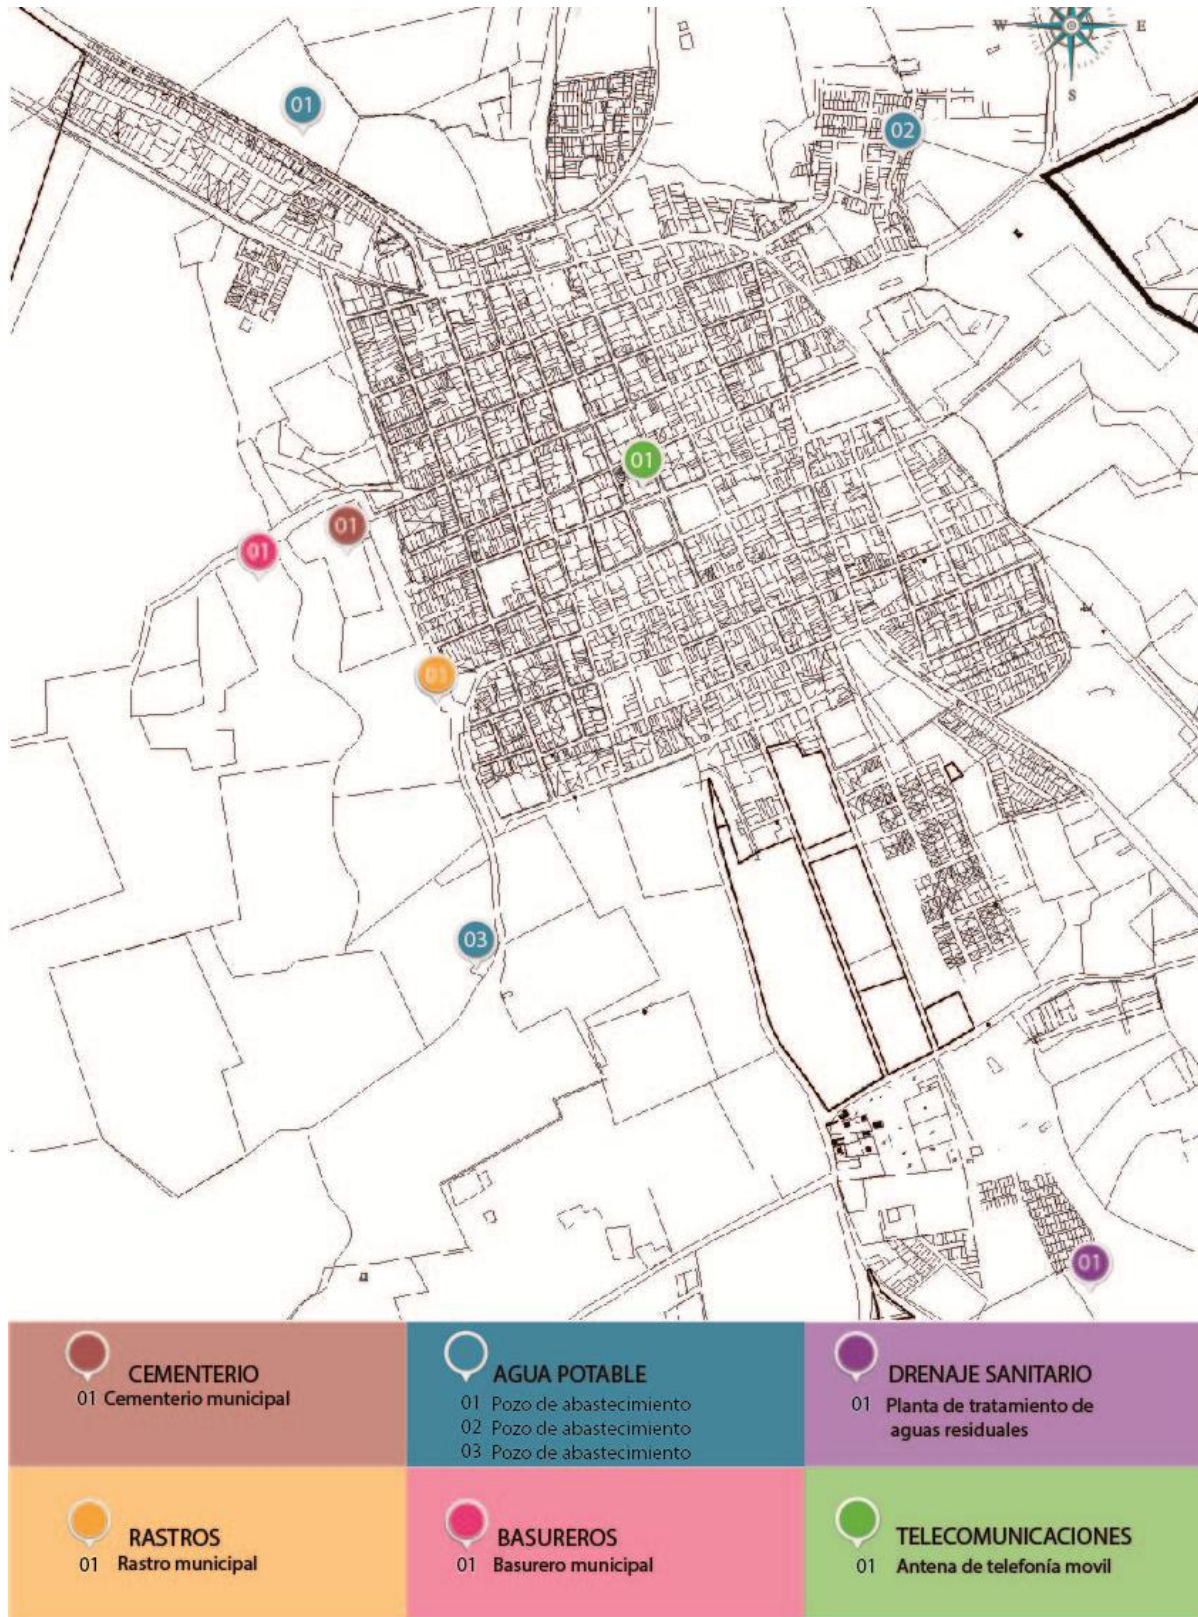 W
E
S
01
02
01
01
01
01
03
01
CEMENTERIO
01 Cementerio municipal
AGUA POTABLE
01 Pozo de abastecimiento
02 Pozo de abastecimiento
03 Pozo de abastecimiento
DRENAJE SANITARIO
01 Planta de tratamiento de
aguas residuales
RASTROS
01 Rastro municipal
BASUREROS
01 Basurero municipal
TELECOMUNICACIONES
01 Antena de telefonía movil